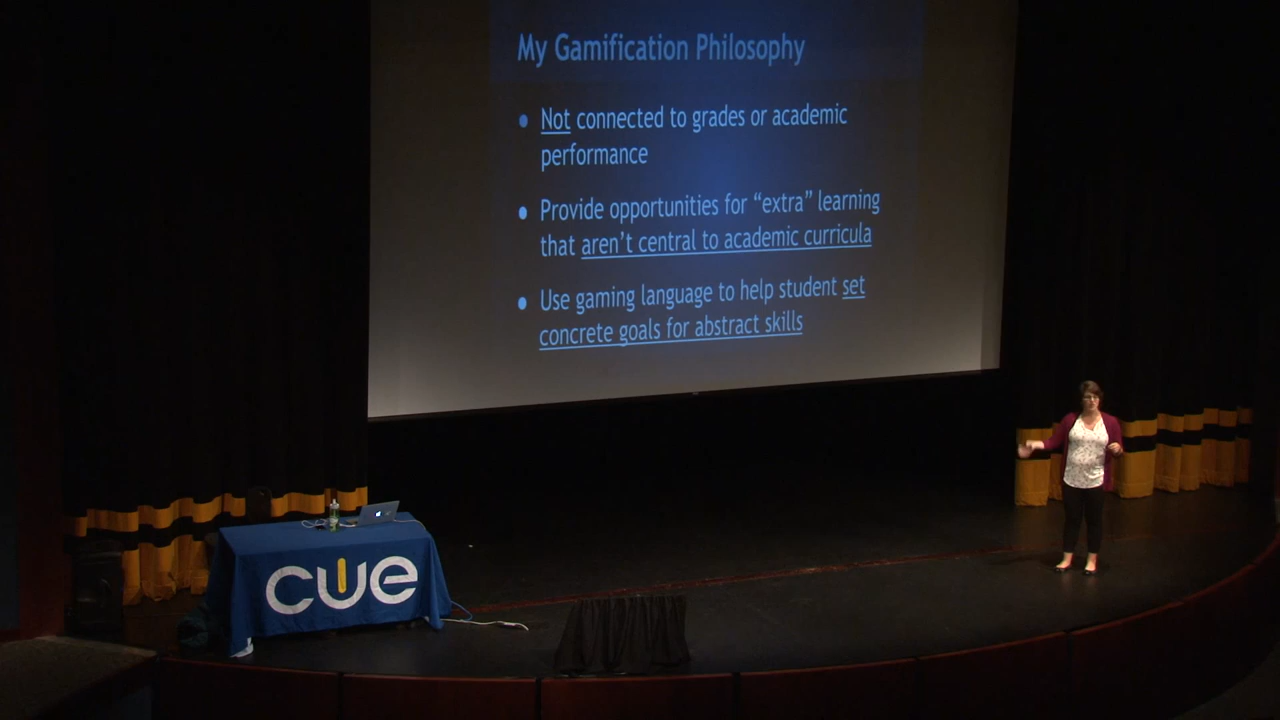 My Gamification Philosophy
• Not connected to grades or academic
performance
• Provide opportunities for “extra” learning
that aren’t central to academic curricula
• Use gaming language to help student set
concrete goals for abstract skills
cue